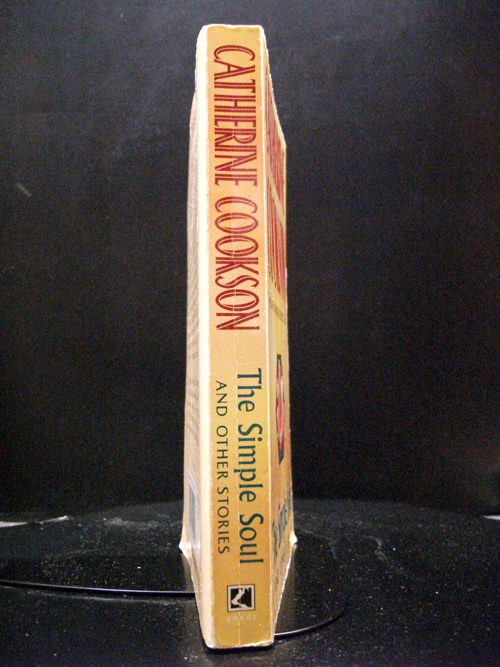 CATHERINE COOKSON
The Simple Soul
AND OTHER STORIES